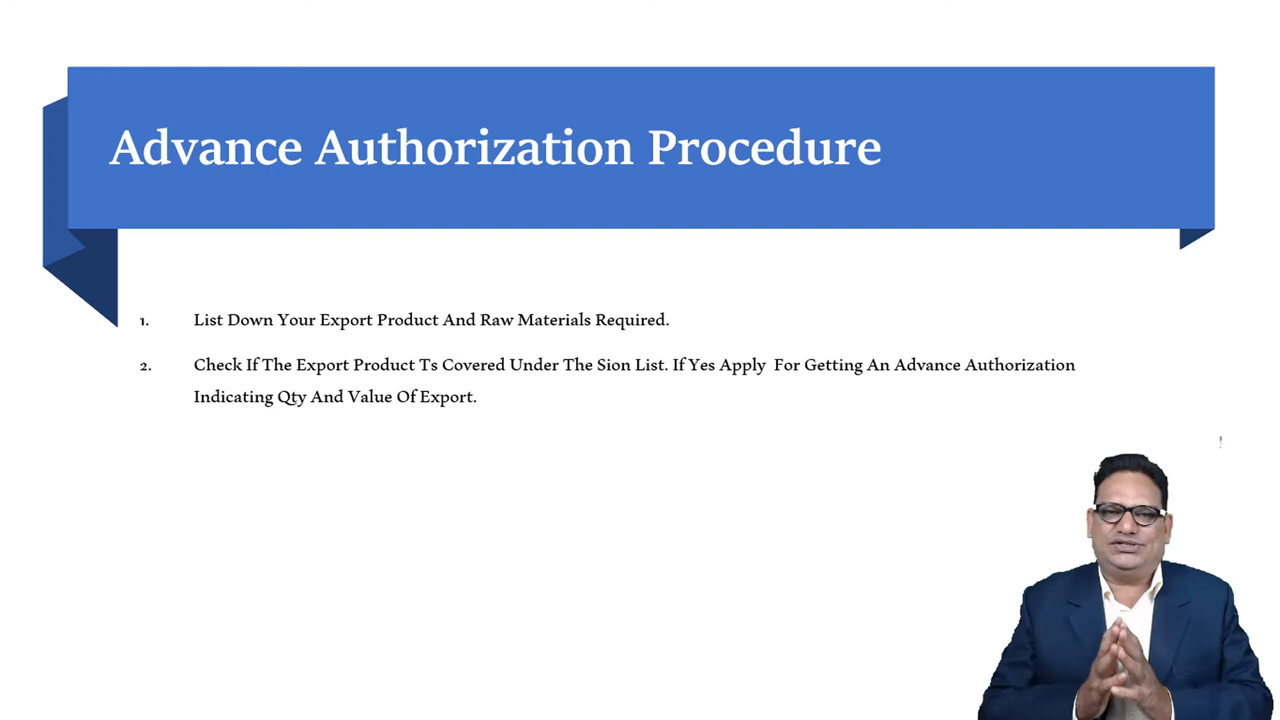 Advance Authorization Procedure
1. List Down Your Export Product And Raw Materials Required.
2. Check If The Export Product Ts Covered Under The Sion List. If Yes Apply For Getting An Advance Authorization
Indicating Qty And Value Of Export.